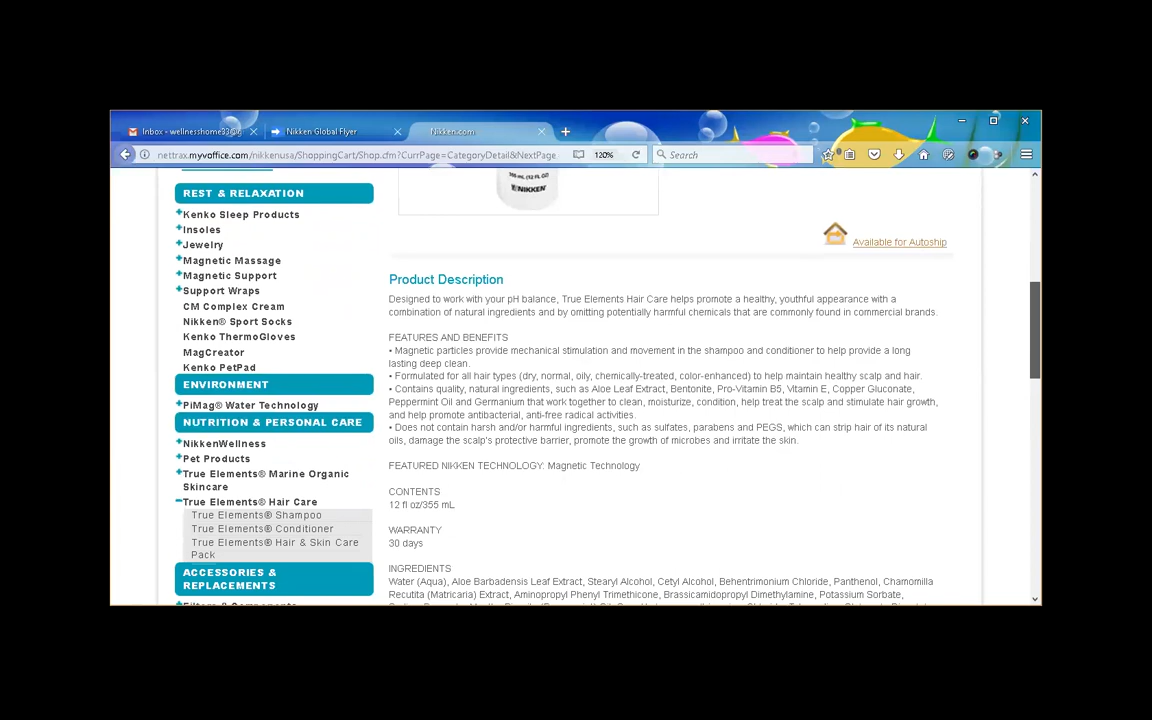 Inbox - wellnesshome33@g
Nikken Global Flyer
Nikken.com
nettrax.myvoffice.com/nikkenusa/ShoppingCart/Shop.cfm?CurrPage=CategoryDetail&NextPage
120%
Search
REST & RELAXATION
Kenko Sleep Products
Insoles
Jewelry
Magnetic Massage
Magnetic Support
Support Wraps
CM Complex Cream
Nikken® Sport Socks
Kenko ThermoGloves
MagCreator
Kenko PetPad
ENVIRONMENT
PiMag® Water Technology
NUTRITION & PERSONAL CARE
NikkenWellness
Pet Products
True Elements® Marine Organic
Skincare
True Elements® Hair Care
True Elements® Shampoo
True Elements® Conditioner
True Elements® Hair & Skin Care
Pack
ACCESSORIES &
REPLACEMENTS
(12 FL OZ)
NIKKEN
Available for Autoship
Product Description
Designed to work with your pH balance, True Elements Hair Care helps promote a healthy, youthful appearance with a
combination of natural ingredients and by omitting potentially harmful chemicals that are commonly found in commercial brands.
FEATURES AND BENEFITS
• Magnetic particles provide mechanical stimulation and movement in the shampoo and conditioner to help provide a long
lasting deep clean.
• Formulated for all hair types (dry, normal, oily, chemically-treated, color-enhanced) to help maintain healthy scalp and hair.
• Contains quality, natural ingredients, such as Aloe Leaf Extract, Bentonite, Pro-Vitamin B5, Vitamin E, Copper Gluconate,
Peppermint Oil and Germanium that work together to clean, moisturize, condition, help treat the scalp and stimulate hair growth,
and help promote antibacterial, anti-free radical activities.
• Does not contain harsh and/or harmful ingredients, such as sulfates, parabens and PEGS, which can strip hair of its natural
oils, damage the scalp's protective barrier, promote the growth of microbes and irritate the skin.
FEATURED NIKKEN TECHNOLOGY: Magnetic Technology
CONTENTS
12 fl oz/355 mL
WARRANTY
30 days
INGREDIENTS
Water (Aqua), Aloe Barbadensis Leaf Extract, Stearyl Alcohol, Cetyl Alcohol, Behentrimonium Chloride, Panthenol, Chamomilla
Recutita (Matricaria) Extract, Aminopropyl Phenyl Trimethicone, Brassicamidopropyl Dimethylamine, Potassium Sorbate,